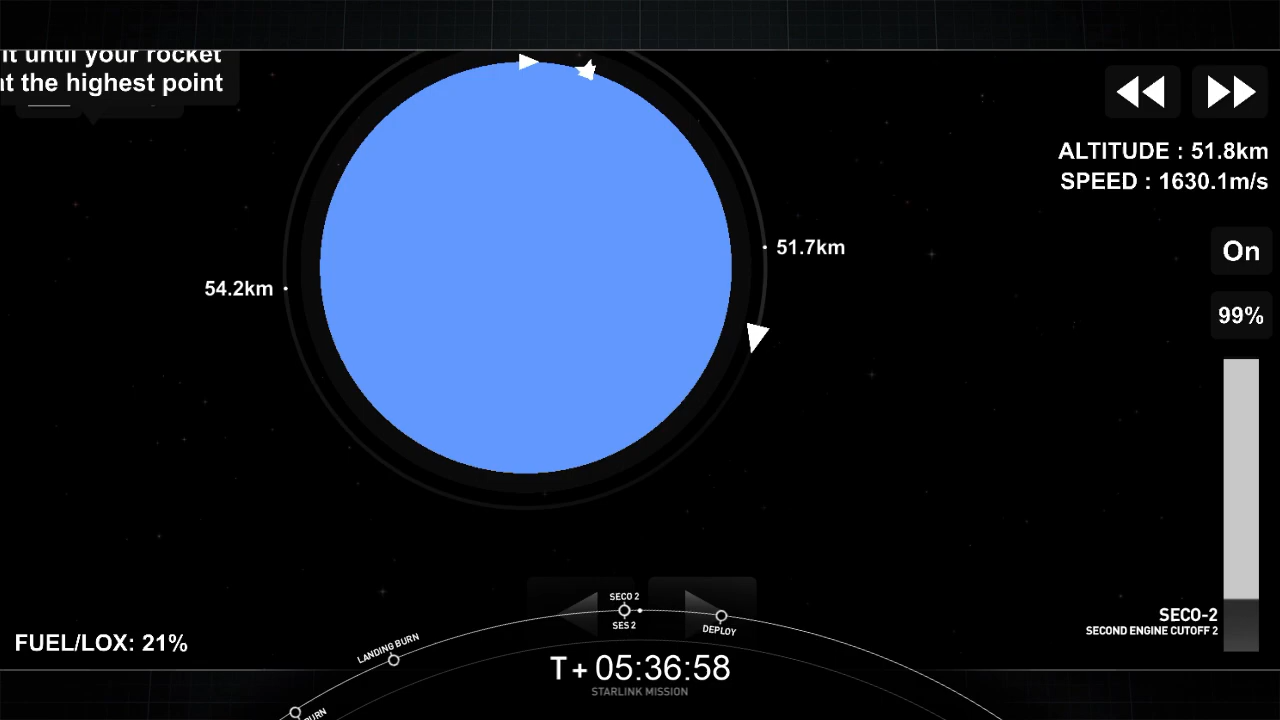 it until your rocket
at the highest point
ALTITUDE : 51.8km
SPEED : 1630.1m/s
51.7km
On
54.2km
99%
SECO 2
SES 2
DEPLOY
LANDING BURN
BURN
SECO-2
SECOND ENGINE CUTOFF 2
FUEL/LOX: 21%
T+ 05:36:58
STARLINK MISSION